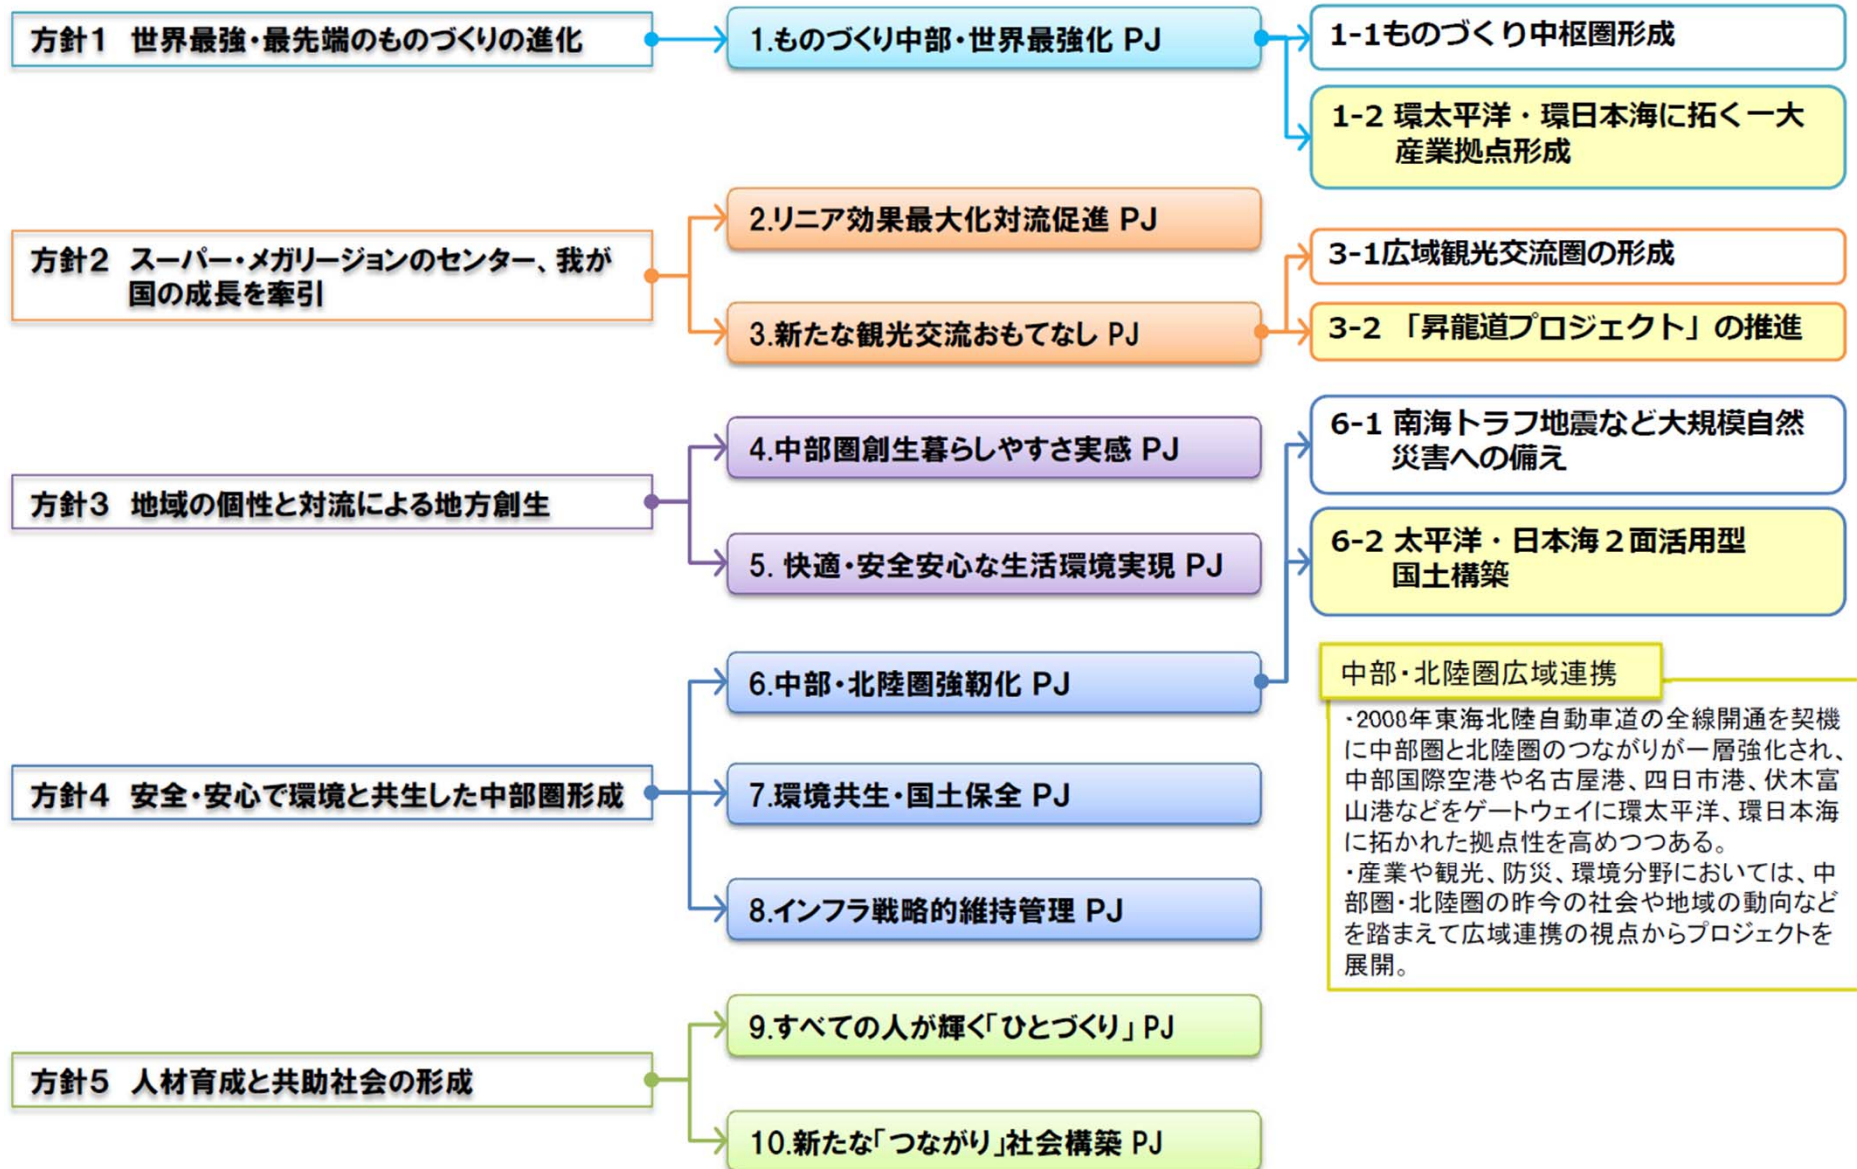 方針1 世界最強・最先端のものづくりの進化
1.ものづくり中部・世界最強化 PJ
1-1ものづくり中枢圏形成
1-2 環太平洋・環日本海に拓く一大
産業拠点形成
方針2 スーパー・メガリージョンのセンター、我が
国の成長を牽引
2.リニア効果最大化対流促進 PJ
3.新たな観光交流おもてなし PJ
3-1広域観光交流圏の形成
3-2 「昇龍道プロジェクト」の推進
方針3 地域の個性と対流による地方創生
4.中部圏創生暮らしやすさ実感 PJ
5. 快適・安全安心な生活環境実現 PJ
方針4 安全・安心で環境と共生した中部圏形成
6.中部・北陸圏強靭化 PJ
7.環境共生・国土保全 PJ
8.インフラ戦略的維持管理 PJ
6-1 南海トラフ地震など大規模自然
災害への備え
6-2 太平洋・日本海２面活用型
国土構築
中部・北陸圏広域連携
・2008年東海北陸自動車道の全線開通を契機
に中部圏と北陸圏のつながりが一層強化され、
中部国際空港や名古屋港、四日市港、伏木富
山港などをゲートウェイに環太平洋、環日本海
に拓かれた拠点性を高めつつある。
・産業や観光、防災、環境分野においては、中
部圏・北陸圏の昨今の社会や地域の動向など
を踏まえて広域連携の視点からプロジェクトを
展開。
方針5 人材育成と共助社会の形成
9.すべての人が輝く「ひとづくり」 PJ
10.新たな「つながり」社会構築 PJ